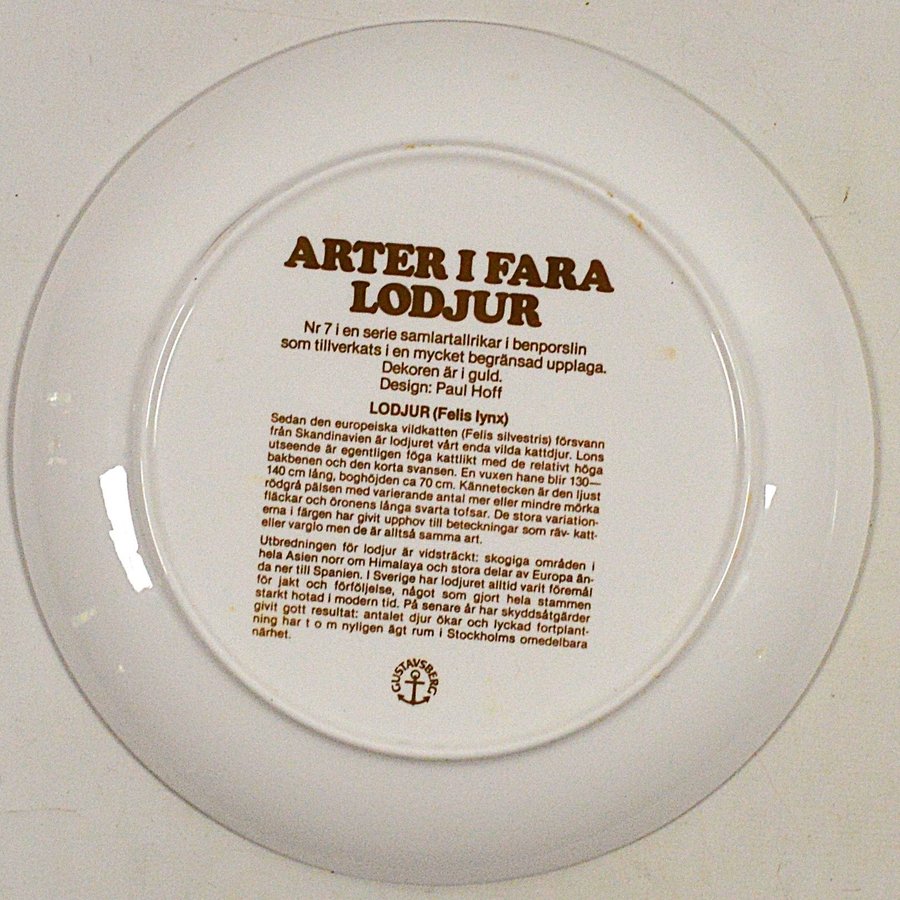 ARTER I FARA
LODJUR
Nr 7 i en serie samlartallrikar i benporslin
som tillverkats i en mycket begränsad upplaga.
Dekoren är i guld.
Design: Paul Hoff
LODJUR (Felis lynx)
Sedan den europeiska vildkatten (Felis silvestris) försvann
från Skandinavien är lodjuret vårt enda vilda kattdjur. Lons
utseende är egentligen föga kattlikt med de relativt höga
bakbenen och den korta svansen. En vuxen hane blir 130—
140 cm lång, boghöjden ca 70 cm. Kännetecken är den ljust
rödgrå pälsen med varierande antal mer eller mindre mörka
fläckar och öronens långa svarta tofsar. De stora variation-
erna i färgen har givit upphov till beteckningar som räv- katt-
eller varglo men de är alltså samma art.
Utbredningen för lodjur är vidsträckt: skogiga områden i
hela Asien norr om Himalaya och stora delar av Europa än-
da ner till Spanien. I Sverige har lodjuret alltid varit föremål
för jakt och förföljelse, något som gjort hela stammen
starkt hotad i modern tid. På senare år har skyddsåtgärder
givit gott resultat: antalet djur ökar och lyckad fortplant-
ning har t o m nyligen ägt rum i Stockholms omedelbara
närhet.
GUSTAVSBERG